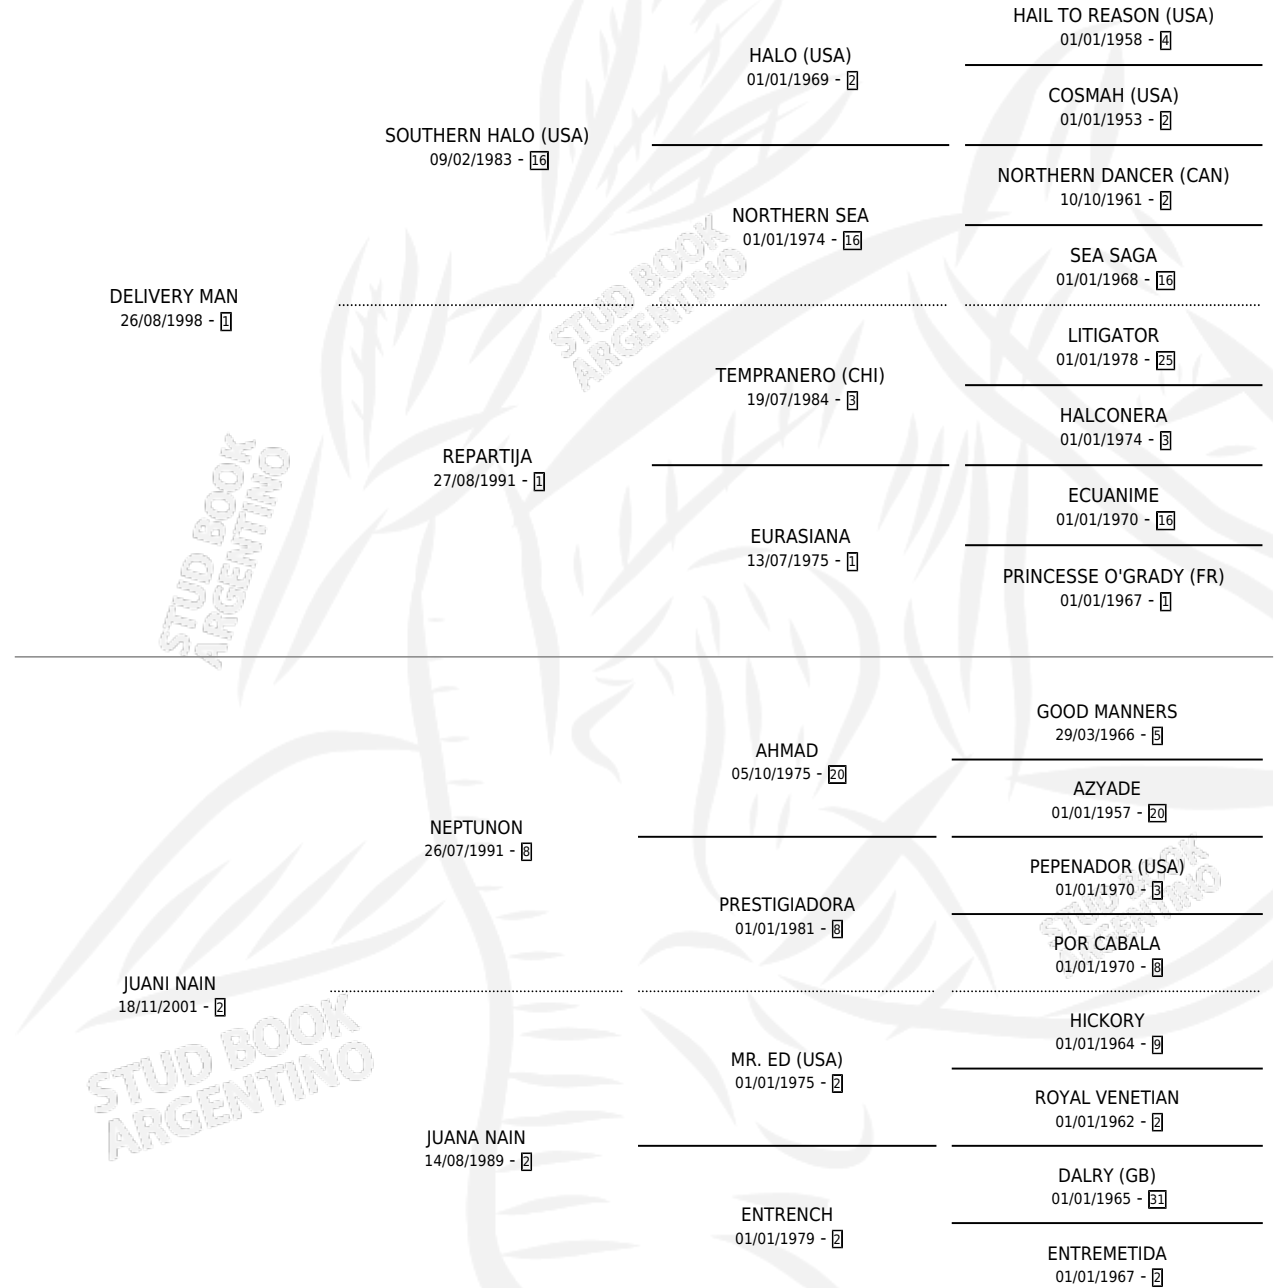 HAIL TO REASON (USA)
01/01/1958 - 4
HALO (USA)
01/01/1969 - 2
COSMAH (USA)
01/01/1953 - 2
SOUTHERN HALO (USA)
09/02/1983 - 16
NORTHERN DANCER (CAN)
10/10/1961 - 2
NORTHERN SEA
01/01/1974 - 16
SEA SAGA
01/01/1968 - 16
DELIVERY MAN
26/08/1998 - 1
LITIGATOR
01/01/1978 - 25
TEMPRANERO (CHI)
19/07/1984 - 3
HALCONERA
01/01/1974 - 3
REPARTIJA
27/08/1991 - 1
ECUANIME
01/01/1970 - 16
EURASIANA
13/07/1975 - 1
PRINCESSE O'GRADY (FR)
01/01/1967 - 1
GOOD MANNERS
29/03/1966 - 5
AHMAD
05/10/1975 - 20
AZYADE
01/01/1957 - 20
NEPTUNON
26/07/1991 - 8
PEPENADOR (USA)
01/01/1970 - 3
PRESTIGIADORA
01/01/1981 - 8
POR CABALA
01/01/1970 - 8
JUANI NAIN
18/11/2001 - 2
HICKORY
01/01/1964 - 9
MR. ED (USA)
01/01/1975 - 2
ROYAL VENETIAN
01/01/1962 - 2
JUANA NAIN
14/08/1989 - 2
DALRY (GB)
01/01/1965 - 31
ENTRENCH
01/01/1979 - 2
ENTREMETIDA
01/01/1967 - 2
STUD BOOK
ARGENTINO
STUD BOOK
ARGENTINO
STUD BOOK
ARGENTINO
STUD BOOK
ARGENTINO